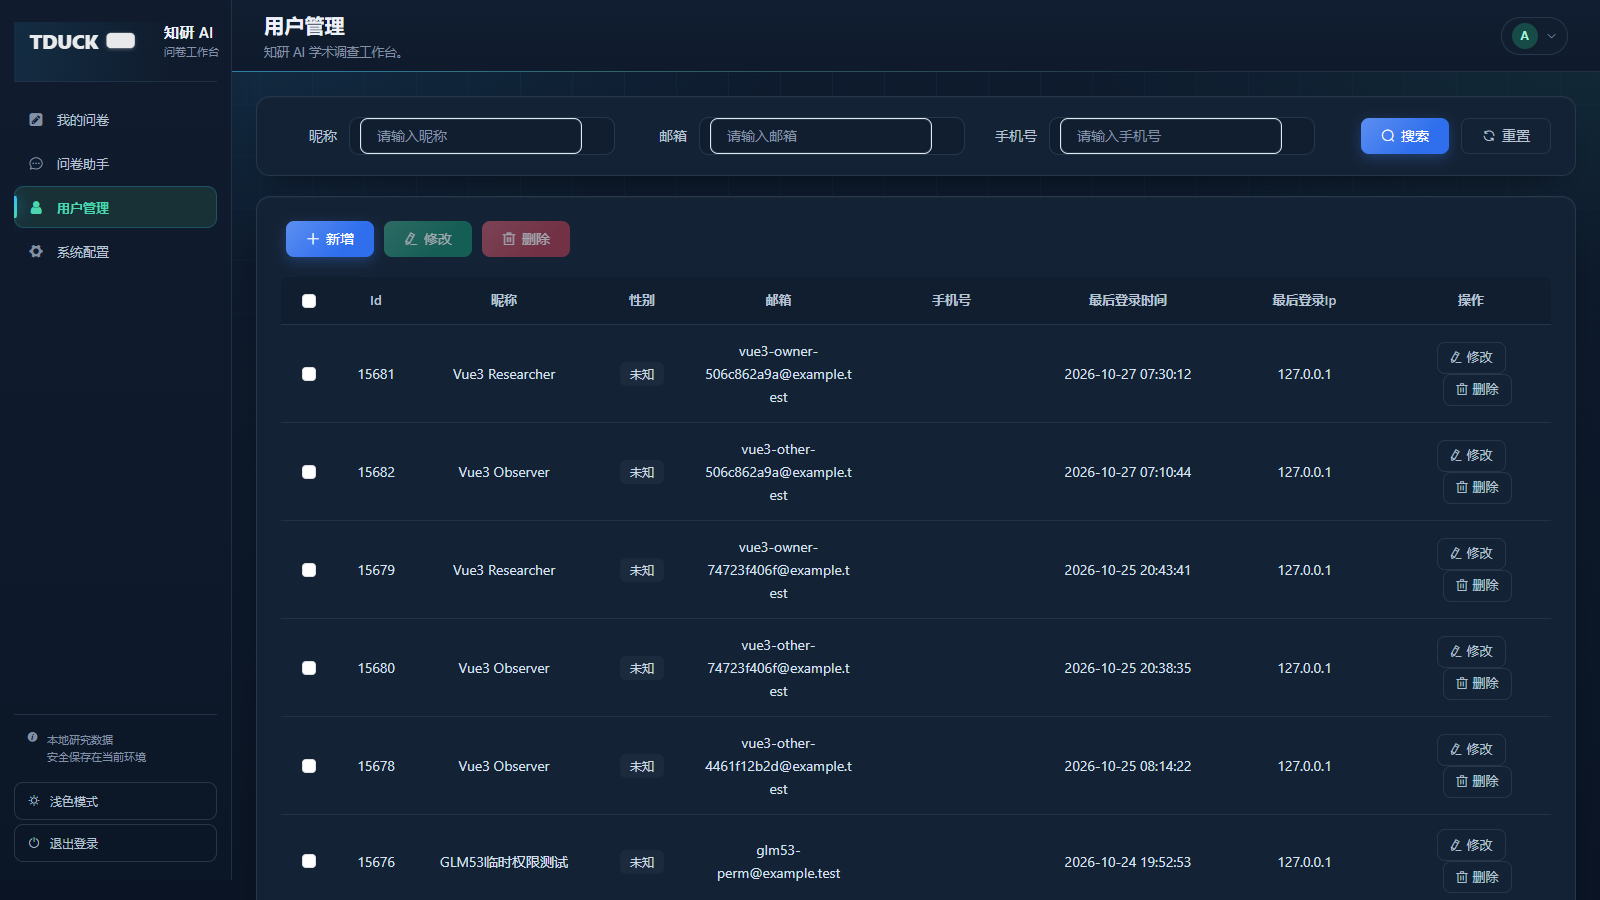 TDUCK
知研 AI
问卷工作台
我的问卷
问卷助手
用户管理
系统配置
本地研究数据
安全保存在当前环境
浅色模式
退出登录
用户管理
知研 AI 学术调查工作台。
A
昵称 请输入昵称 邮箱 请输入邮箱 手机号 请输入手机号 搜索 重置
新增 修改 删除
Id 昵称 性别 邮箱 手机号 最后登录时间 最后登录Ip 操作
15681 Vue3 Researcher 未知 vue3-owner-
506c862a9a@example.t
est
2026-10-27 07:30:12 127.0.0.1 修改
删除
15682 Vue3 Observer 未知 vue3-other-
506c862a9a@example.t
est
2026-10-27 07:10:44 127.0.0.1 修改
删除
15679 Vue3 Researcher 未知 vue3-owner-
74723f406f@example.t
est
2026-10-25 20:43:41 127.0.0.1 修改
删除
15680 Vue3 Observer 未知 vue3-other-
74723f406f@example.t
est
2026-10-25 20:38:35 127.0.0.1 修改
删除
15678 Vue3 Observer 未知 vue3-other-
4461f12b2d@example.t
est
2026-10-25 08:14:22 127.0.0.1 修改
删除
15676 GLM53临时权限测试 未知 glm53-
perm@example.test
2026-10-24 19:52:53 127.0.0.1 修改
删除